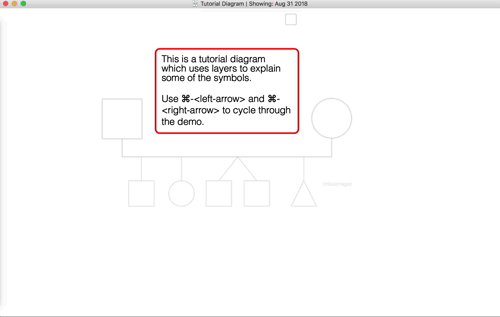 Tutorial Diagram | Showing: Aug 31 2018
This is a tutorial diagram
which uses layers to explain
some of the symbols.
Use ⌘-<left-arrow> and ⌘-
<right-arrow> to cycle through
the demo.